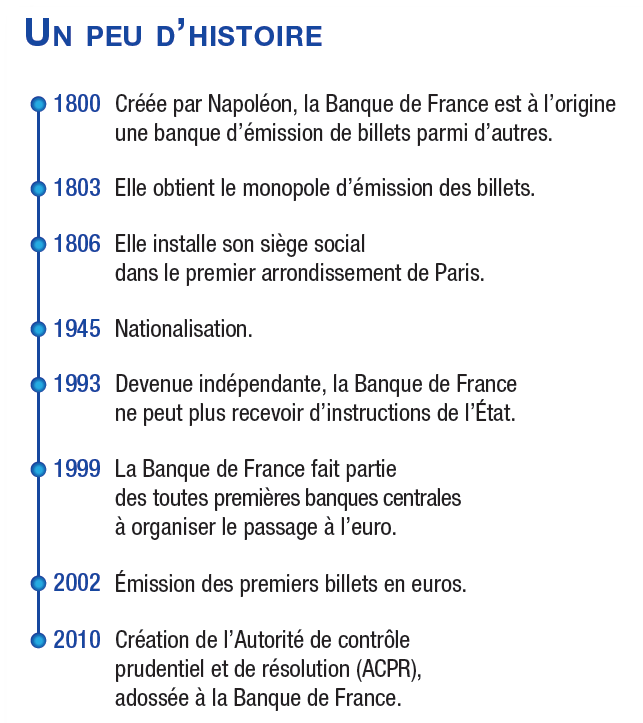 UN PEU D'HISTOIRE
1800 Créée par Napoléon, la Banque de France est à l'origine
une banque d'émission de billets parmi d'autres.
1803 Elle obtient le monopole d'émission des billets.
1806 Elle installe son siège social
dans le premier arrondissement de Paris.
1945 Nationalisation.
1993 Devenue indépendante, la Banque de France
ne peut plus recevoir d'instructions de l'État.
1999 La Banque de France fait partie
des toutes premières banques centrales
à organiser le passage à l'euro.
2002 Émission des premiers billets en euros.
2010 Création de l'Autorité de contrôle
prudentiel et de résolution (ACPR),
adossée à la Banque de France.